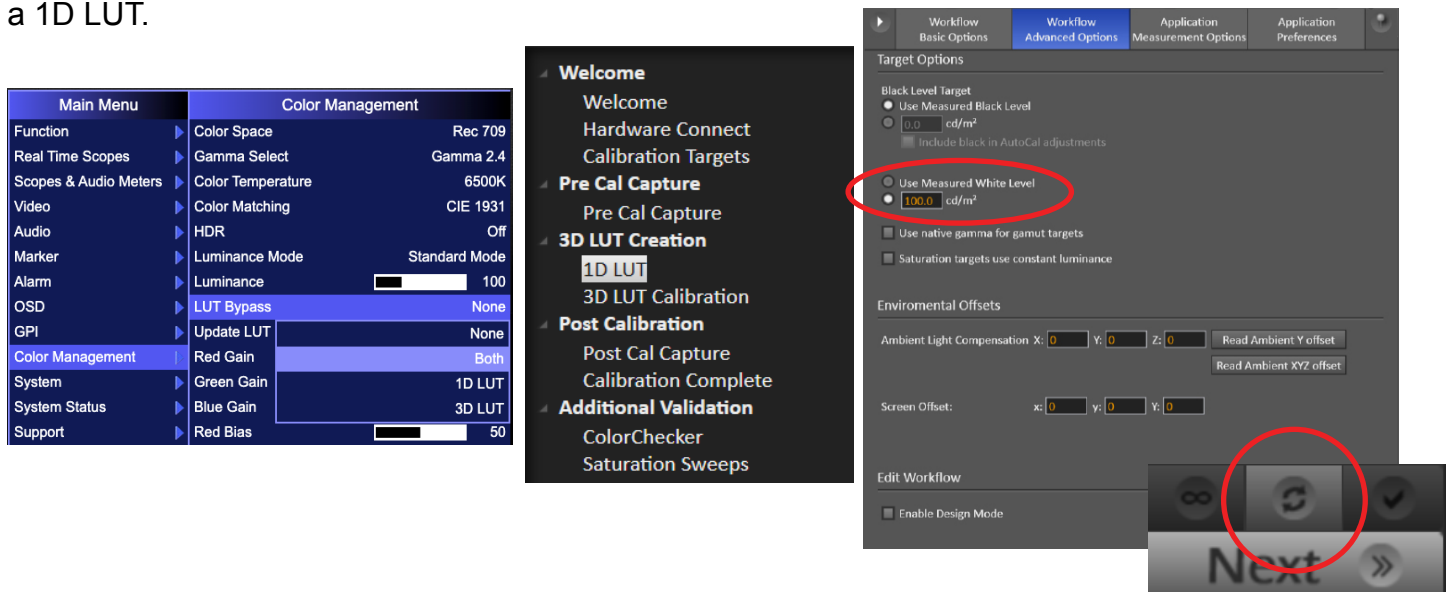 a 1D LUT.
Main Menu
Function
Real Time Scopes
Scopes & Audio Meters
Video
Audio
Marker
Alarm
OSD
GPI
Color Management
System
System Status
Support
Color Management
Color Space Rec 709
Gamma Select Gamma 2.4
Color Temperature 6500K
Color Matching CIE 1931
HDR Off
Luminance Mode Standard Mode
Luminance 100
LUT Bypass None
Update LUT None
Red Gain Both
Green Gain 1D LUT
Blue Gain 3D LUT
Red Bias 50
Welcome
Welcome
Hardware Connect
Calibration Targets
Pre Cal Capture
Pre Cal Capture
3D LUT Creation
1D LUT
3D LUT Calibration
Post Calibration
Post Cal Capture
Calibration Complete
Additional Validation
ColorChecker
Saturation Sweeps
Workflow
Basic Options
Workflow
Advanced Options
Application
Measurement Options
Application
Preferences
Target Options
Black Level Target
Use Measured Black Level
0.0 cd/m²
Include black in AutoCal adjustments
Use Measured White Level
100.0 cd/m²
Use native gamma for gamut targets
Saturation targets use constant luminance
Enviromental Offsets
Ambient Light Compensation X: 0 Y: 0 Z: 0 Read Ambient Y offset
Read Ambient XYZ offset
Screen Offset: x: 0 y: 0 Y: 0
Edit Workflow
Enable Design Mode
Next